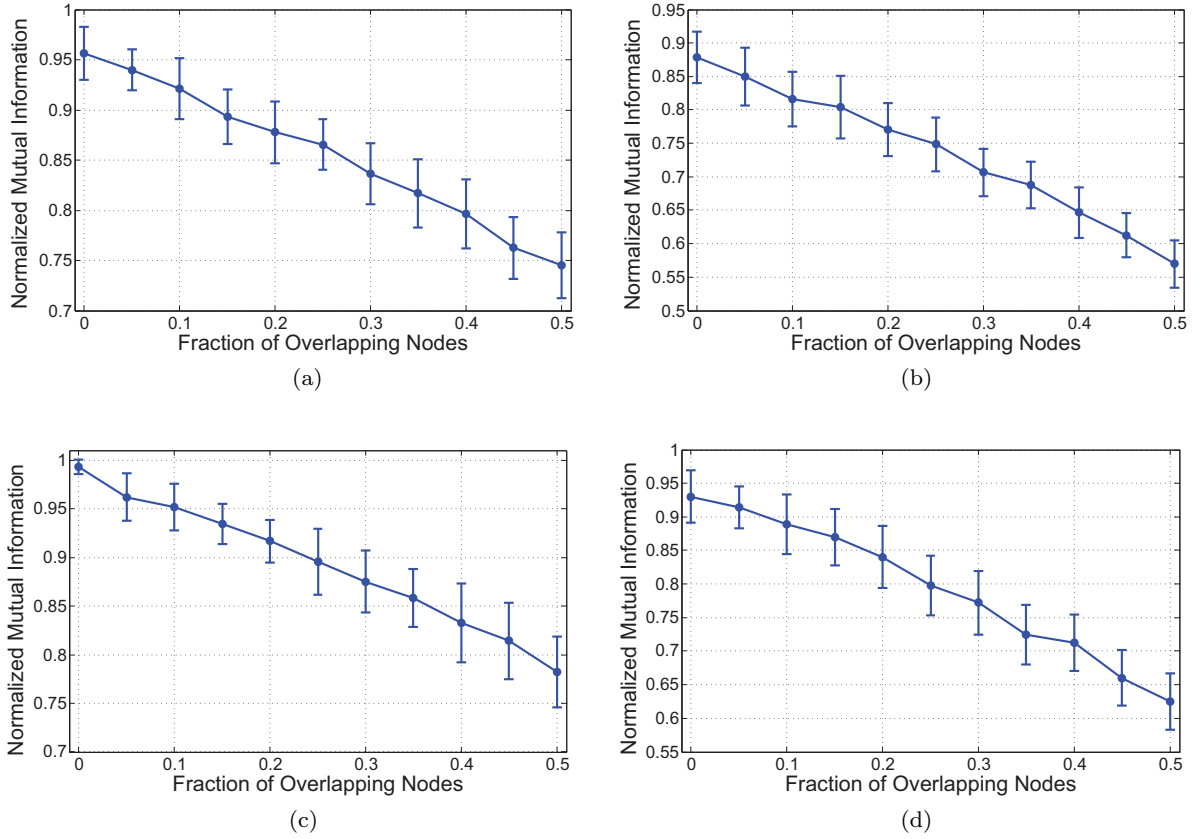 1
0.95
0.9
0.85
0.8
0.75
0.7
Normalized Mutual Information
0 0.1 0.2 0.3 0.4 0.5
Fraction of Overlapping Nodes
(a)
0.95
0.9
0.85
0.8
0.75
0.7
0.65
0.6
0.55
0.5
Normalized Mutual Information
0 0.1 0.2 0.3 0.4 0.5
Fraction of Overlapping Nodes
(b)
1
0.95
0.9
0.85
0.8
0.75
0.7
Normalized Mutual Information
0 0.1 0.2 0.3 0.4 0.5
Fraction of Overlapping Nodes
(c)
1
0.95
0.9
0.85
0.8
0.75
0.7
0.65
0.6
0.55
Normalized Mutual Information
0 0.1 0.2 0.3 0.4 0.5
Fraction of Overlapping Nodes
(d)